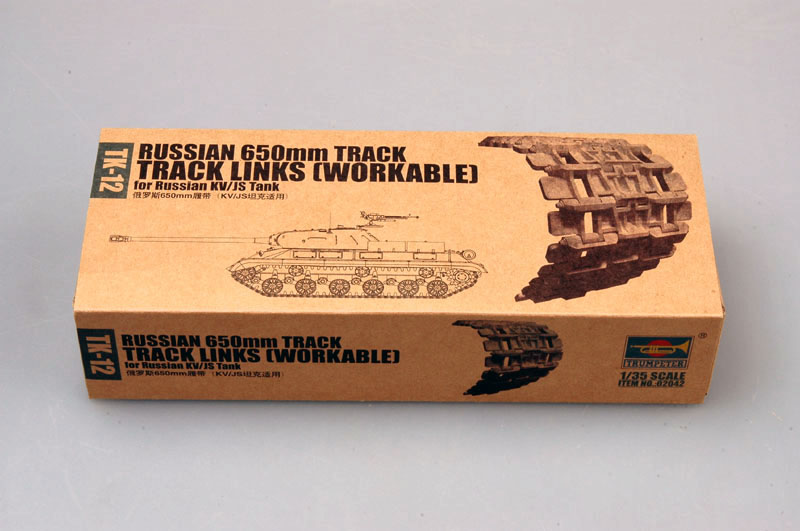 TK-12
RUSSIAN 650mm TRACK
TRACK LINKS (WORKABLE)
for Russian KV/JS Tank
俄罗斯650mm履带 (KV/JS坦克适用)
TK-12
RUSSIAN 650mm TRACK
TRACK LINKS (WORKABLE)
for Russian KV/JS Tank
俄罗斯650mm履带 (KV/JS坦克适用)
TRUMPETER
1/35 SCALE
ITEM NO.:02042